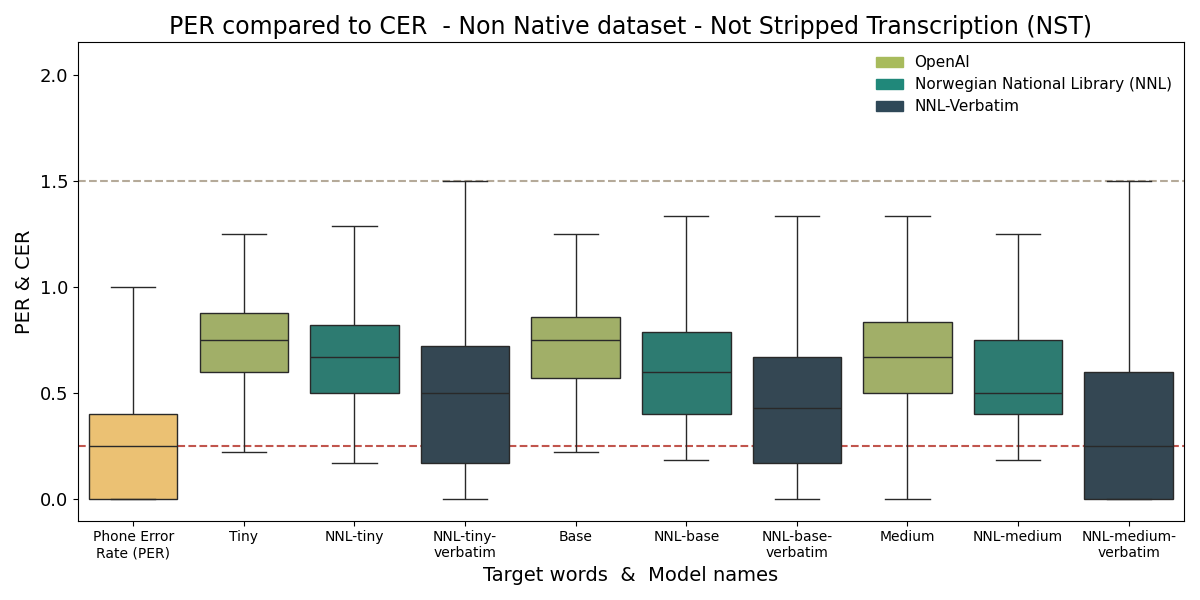 PER compared to CER  - Non Native dataset - Not Stripped Transcription (NST)
OpenAI
Norwegian National Library (NNL)
NNL-Verbatim
PER & CER
2.0
1.5
1.0
0.5
0.0
Phone Error
Rate (PER)
Tiny
NNL-tiny
NNL-tiny-
verbatim
Base
NNL-base
NNL-base-
verbatim
Medium
NNL-medium
NNL-medium-
verbatim
Target words  &  Model names